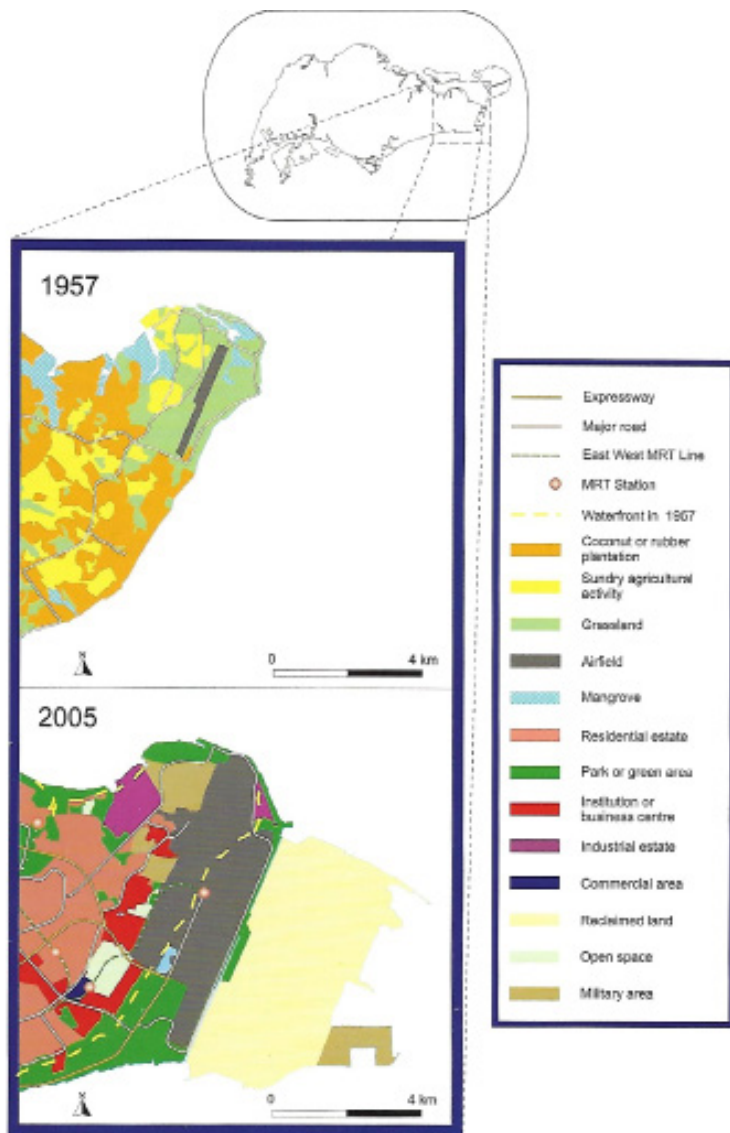 1957
N
0 4 km
2005
N
0 4 km
Expressway
Major road
East West MRT Line
MRT Station
Waterfront in 1957
Coconut or rubber
plantation
Sundry agricultural
activity
Grassland
Airfield
Mangrove
Residential estate
Park or green area
Institution or
business centre
Industrial estate
Commercial area
Reclaimed land
Open space
Military area